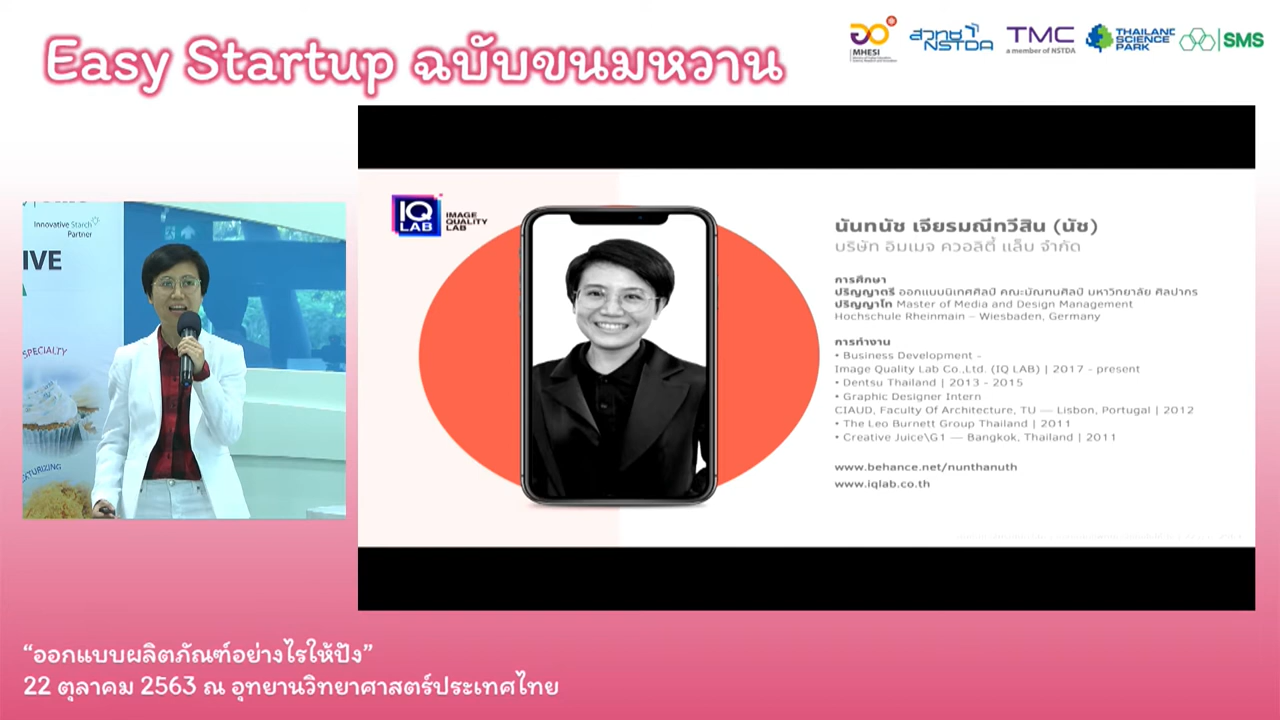 Easy Startup ฉบับขนมหวาน
MHESI
สวทช
NSTDA
TMC
a member of NSTDA
THAILAND
SCIENCE
PARK
SMS
Innovative Starch
Partner
IVE
SPECIALTY
IQ
LAB
IMAGE
QUALITY
LAB
นันทนัช เจียรมณีทวีสิน (นัช)
บริษัท อิมเมจ ควอลิตี้ แล็บ จำกัด
การศึกษา
ปริญญาตรี ออกแบบนิเทศศิลป์ คณะมัณฑนศิลป์ มหาวิทยาลัย ศิลปากร
ปริญญาโท Master of Media and Design Management
Hochschule Rheinmain – Wiesbaden, Germany
การทำงาน
• Business Development –
Image Quality Lab Co.,Ltd. (IQ LAB) | 2017 - present
• Dentsu Thailand | 2013 - 2015
• Graphic Designer Intern
CIAUD, Faculty Of Architecture, TU — Lisbon, Portugal | 2012
• The Leo Burnett Group Thailand | 2011
• Creative Juice\G1 — Bangkok, Thailand | 2011
www.behance.net/nunthanuth
www.iqlab.co.th
“ออกแบบผลิตภัณฑ์อย่างไรให้ปัง”
22 ตุลาคม 2563 ณ อุทยานวิทยาศาสตร์ประเทศไทย